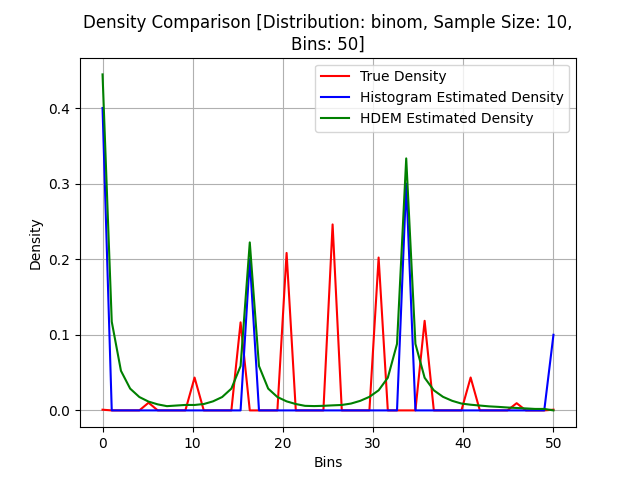 Density Comparison [Distribution: binom, Sample Size: 10,
Bins: 50]
True Density
Histogram Estimated Density
HDEM Estimated Density
Density
0.4
0.3
0.2
0.1
0.0
0 10 20 30 40 50
Bins